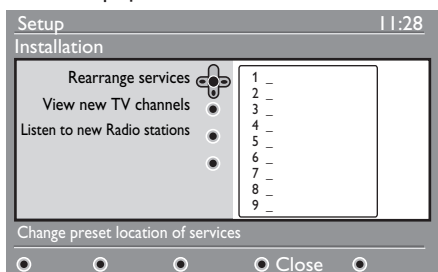 Setup 11:28
Installation
Rearrange services
View new TV channels
Listen to new Radio stations
1 _
2 _
3 _
4 _
5 _
6 _
7 _
8 _
9 _
Change preset location of services
Close